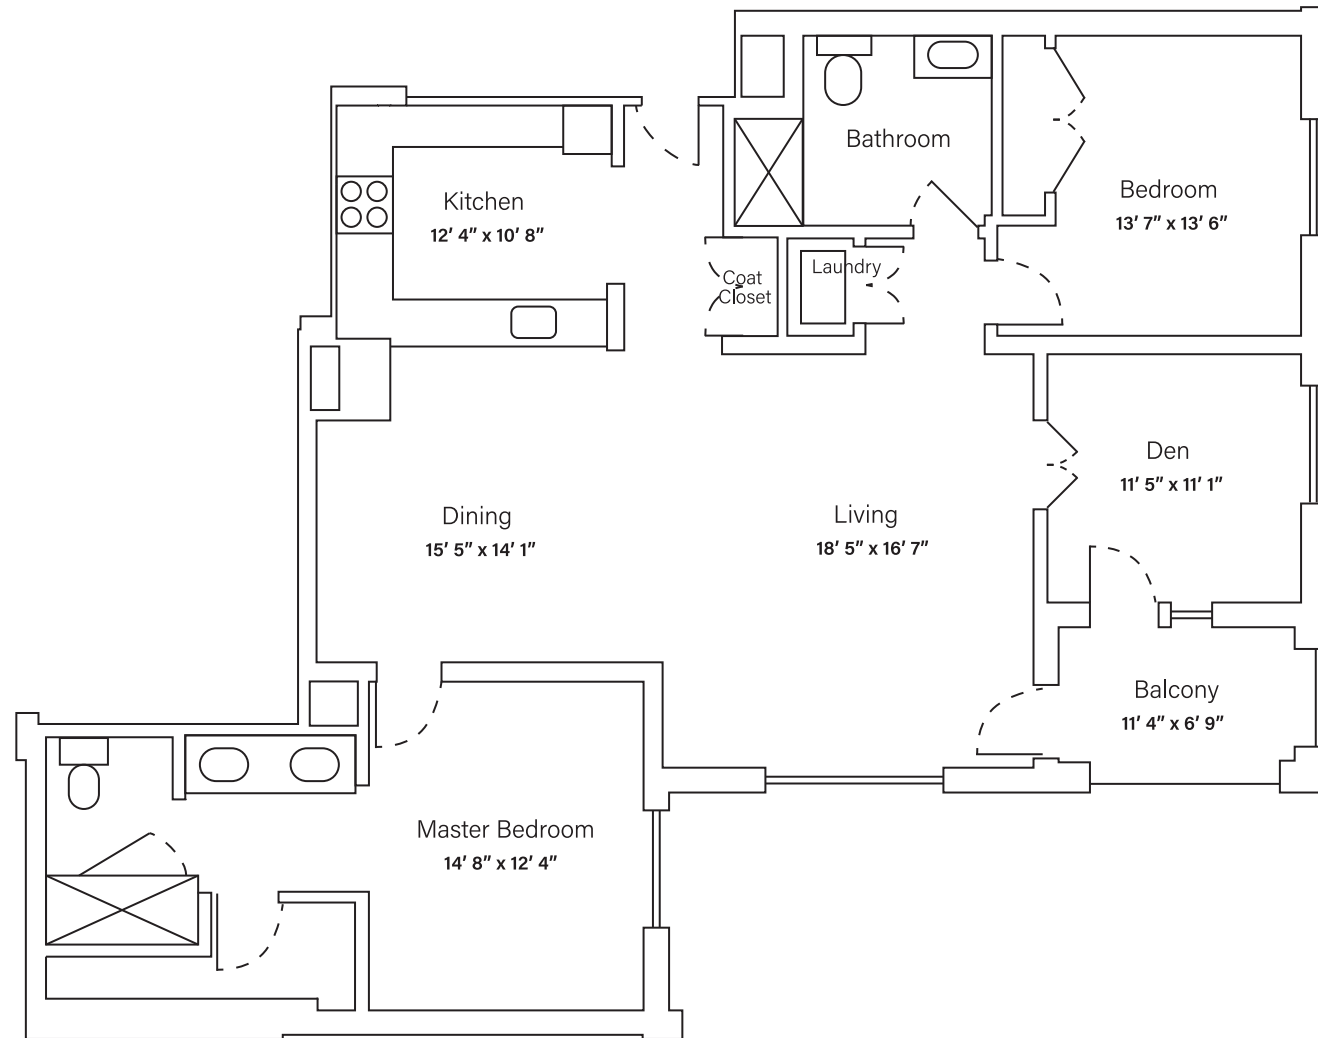 Bathroom
Kitchen
12' 4" x 10' 8"
Bedroom
13' 7" x 13' 6"
Coat
Closet
Laundry
Dining
15' 5" x 14' 1"
Living
18' 5" x 16' 7"
Den
11' 5" x 11' 1"
Balcony
11' 4" x 6' 9"
Master Bedroom
14' 8" x 12' 4"